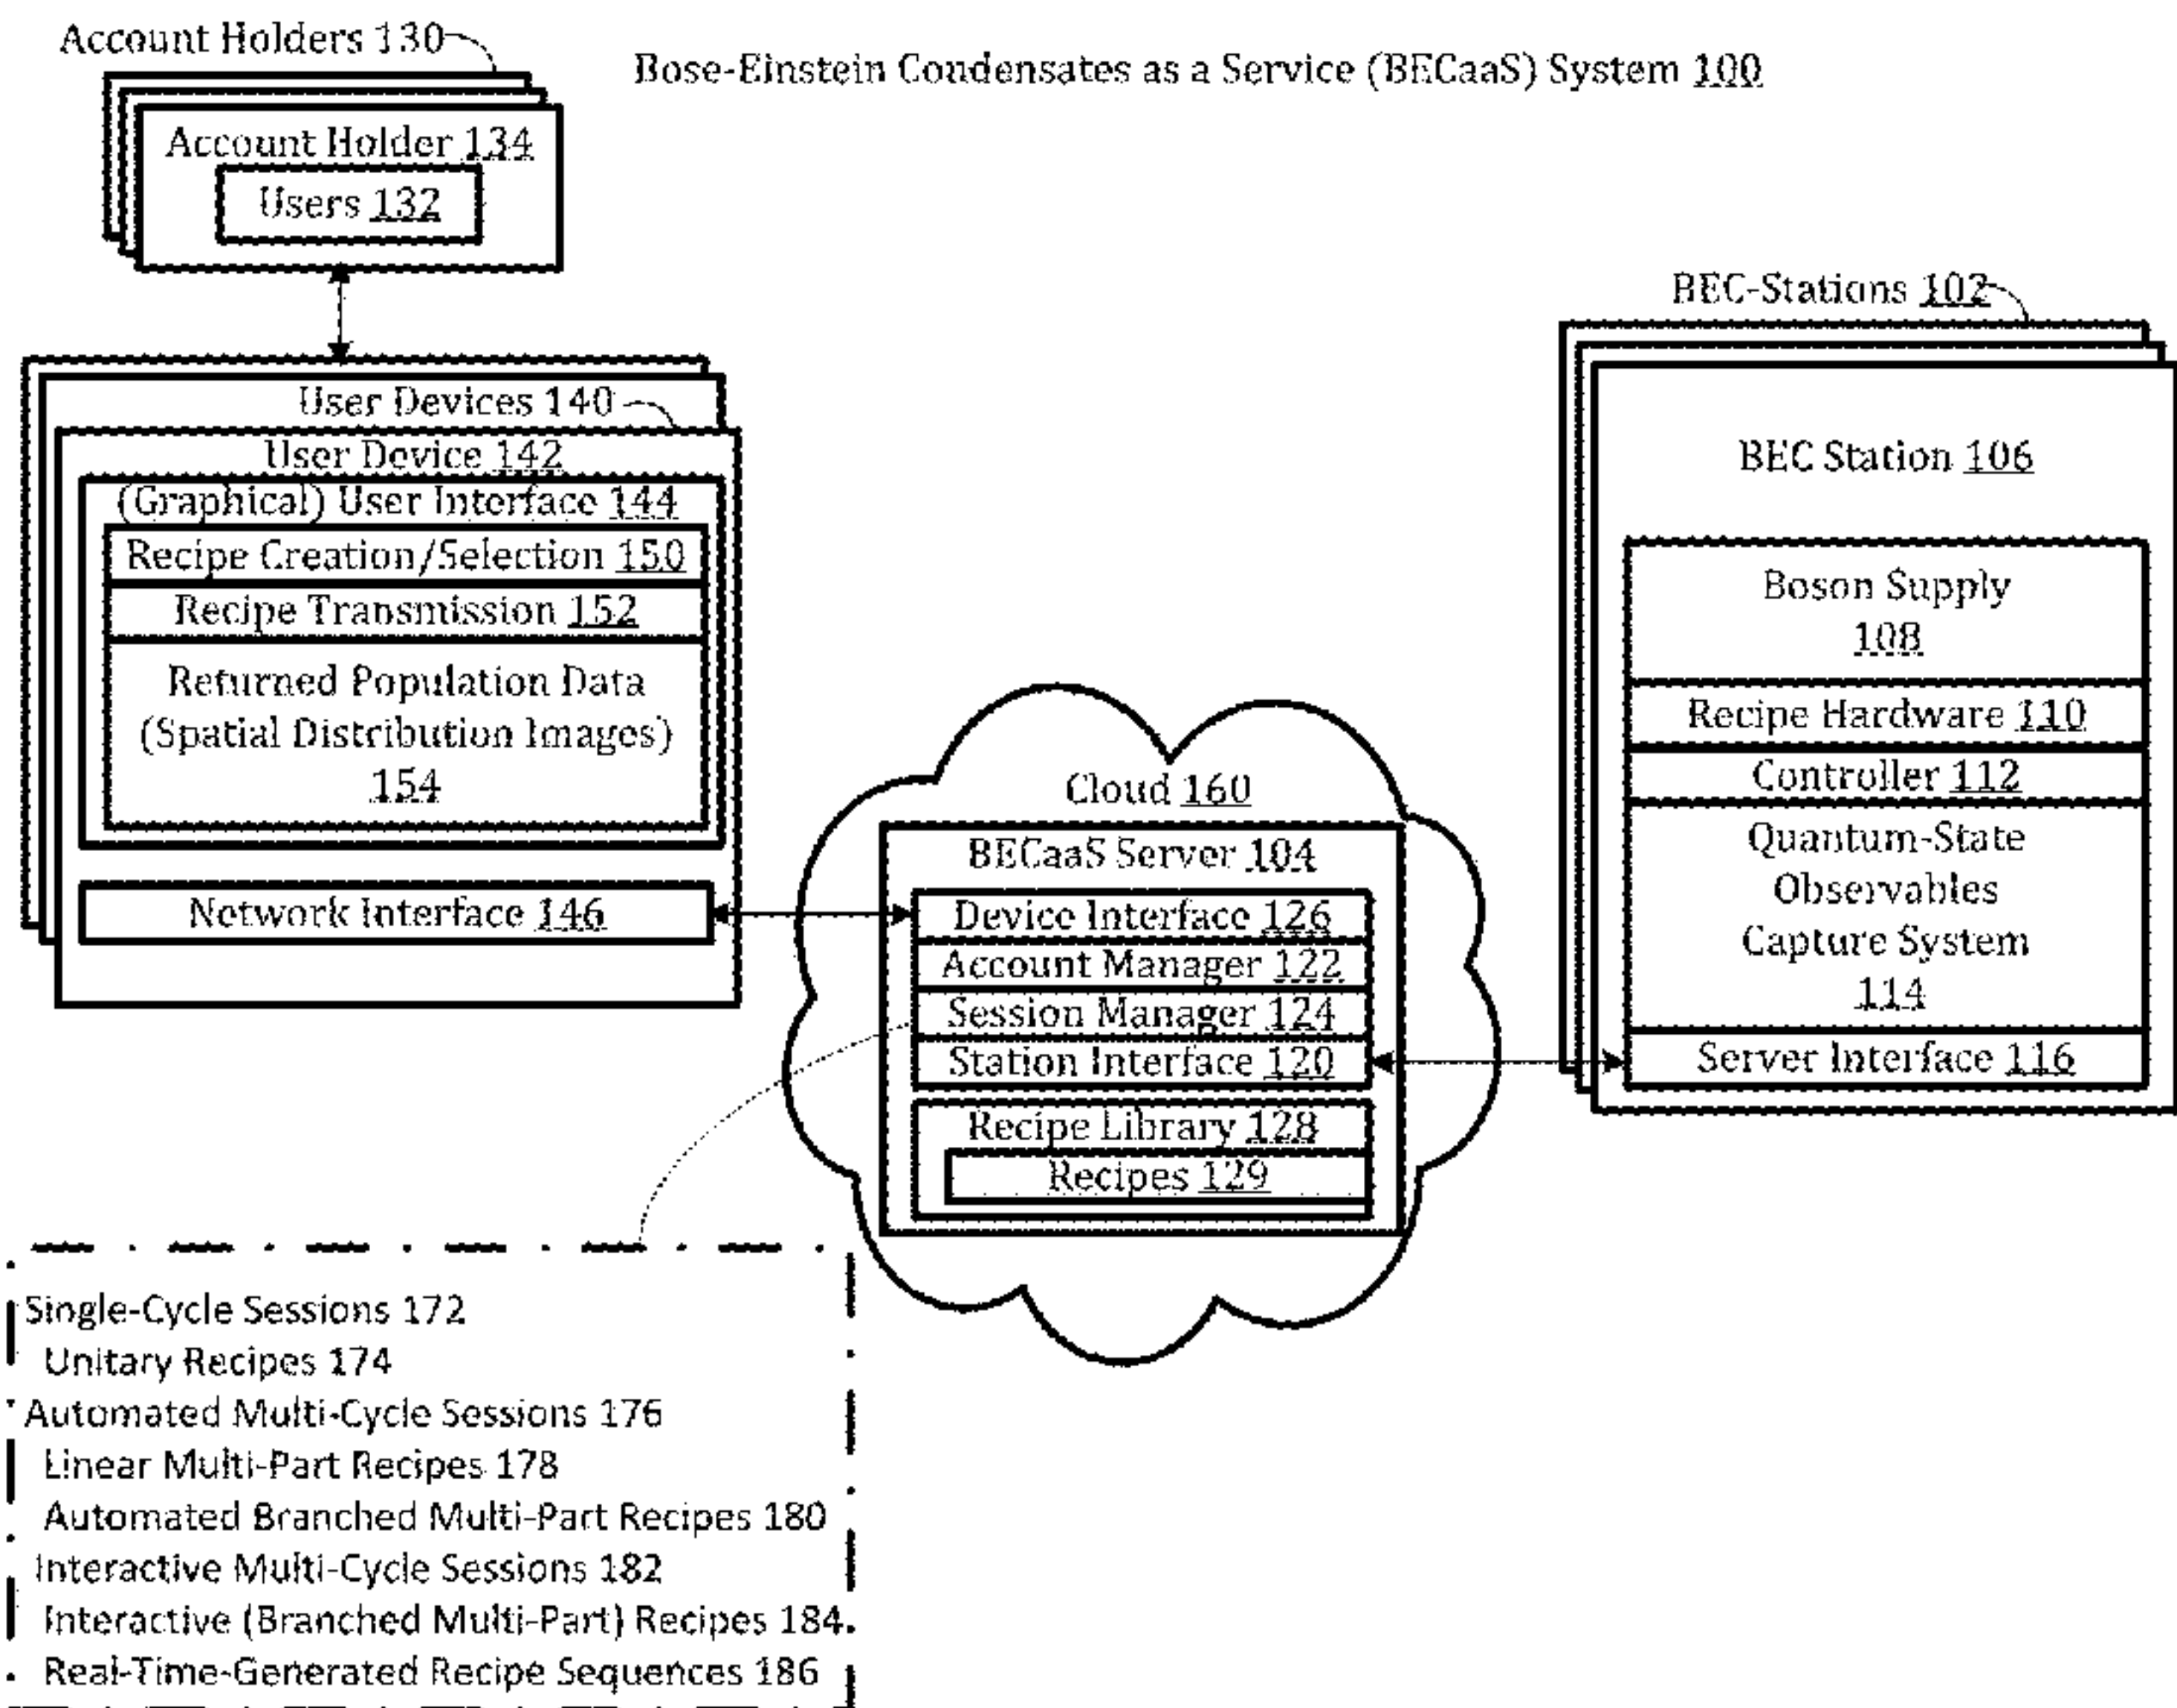 Account Holders 130
Bose-Einstein Condensates as a Service (BECaaS) System 100
Account Holder 134
Users 132
User Devices 140
User Device 142
(Graphical) User Interface 144
Recipe Creation/Selection 150
Recipe Transmission 152
Returned Population Data
(Spatial Distribution Images)
154
Network Interface 146
Cloud 160
BECaaS Server 104
Device Interface 126
Account Manager 122
Session Manager 124
Station Interface 120
Recipe Library 128
Recipes 129
BEC-Stations 102
BEC Station 106
Boson Supply
108
Recipe Hardware 110
Controller 112
Quantum-State
Observables
Capture System
114
Server Interface 116
Single-Cycle Sessions 172
Unitary Recipes 174
Automated Multi-Cycle Sessions 176
Linear Multi-Part Recipes 178
Automated Branched Multi-Part Recipes 180
Interactive Multi-Cycle Sessions 182
Interactive (Branched Multi-Part) Recipes 184
Real-Time-Generated Recipe Sequences 186